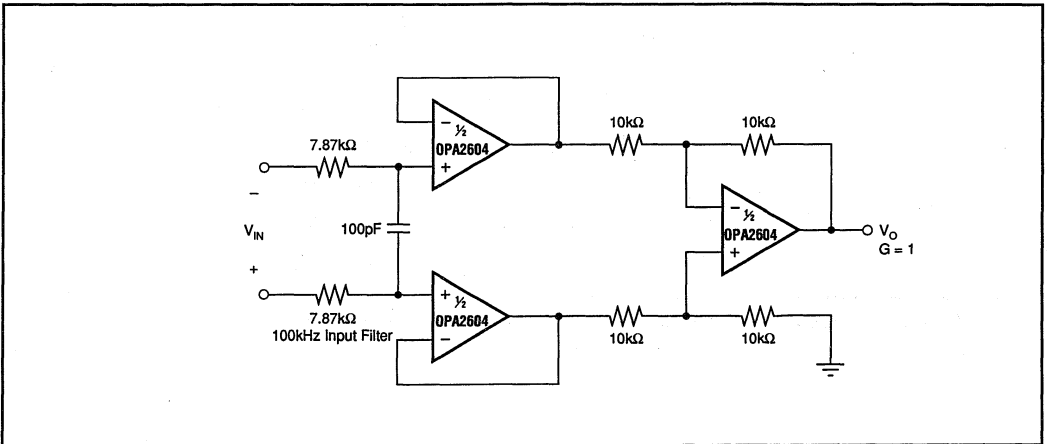 7.87kΩ
−
V_IN
+
7.87kΩ
100kHz Input Filter
100pF
−
½
OPA2604
+
+
½
OPA2604
−
10kΩ
10kΩ
−
½
OPA2604
+
10kΩ
10kΩ
V_O
G = 1